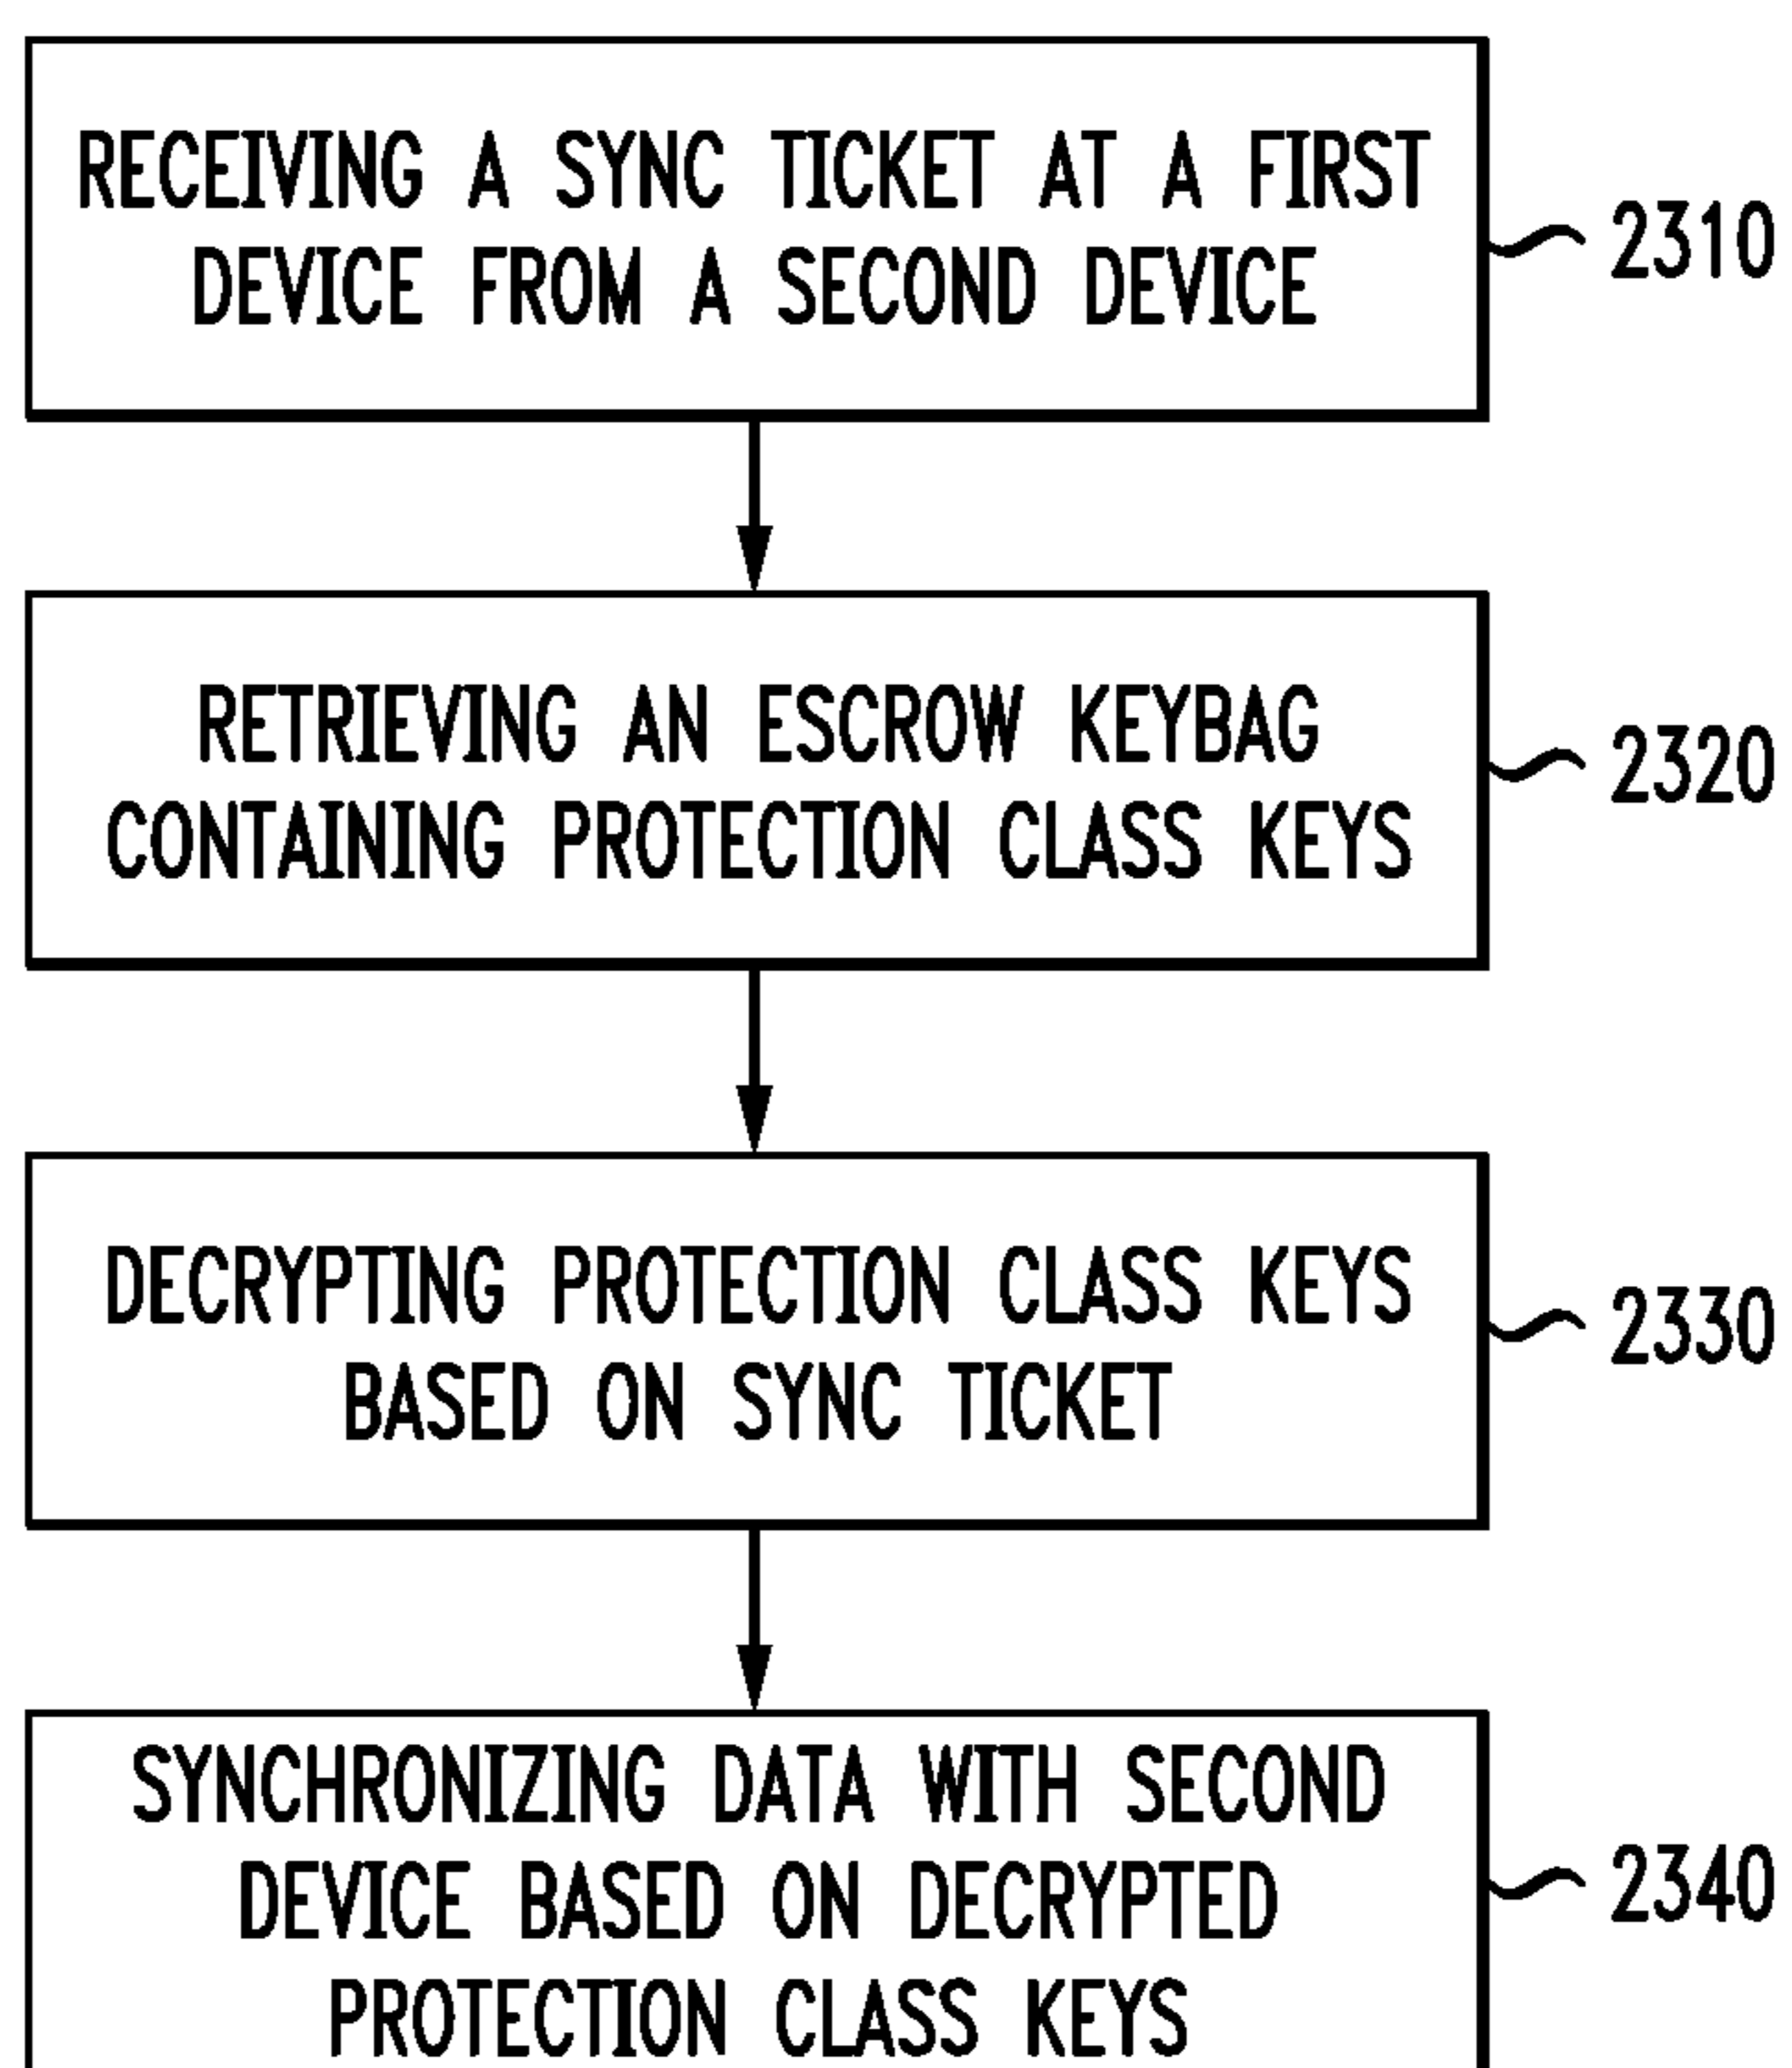 RECEIVING A SYNC TICKET AT A FIRST
DEVICE FROM A SECOND DEVICE
2310
RETRIEVING AN ESCROW KEYBAG
CONTAINING PROTECTION CLASS KEYS
2320
DECRYPTING PROTECTION CLASS KEYS
BASED ON SYNC TICKET
2330
SYNCHRONIZING DATA WITH SECOND
DEVICE BASED ON DECRYPTED
PROTECTION CLASS KEYS
2340